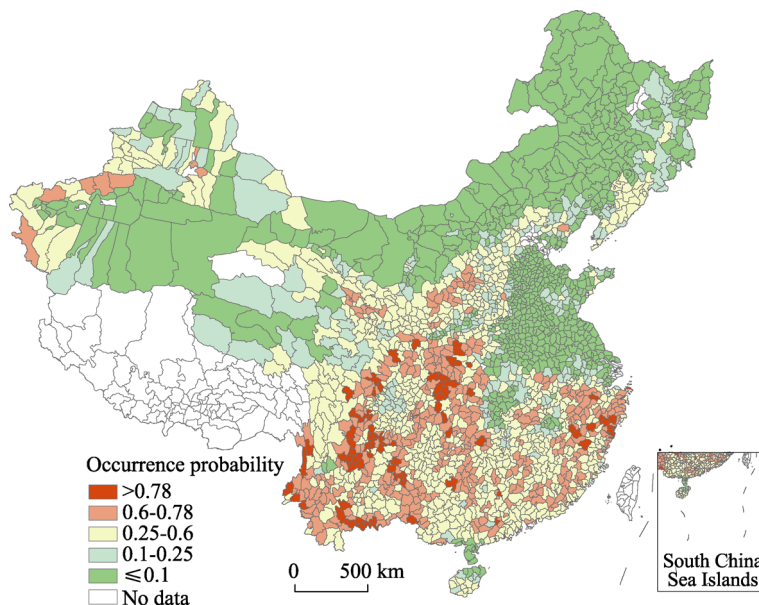 Occurrence probability
>0.78
0.6-0.78
0.25-0.6
0.1-0.25
⩽0.1
No data
0 500 km
South China
Sea Islands